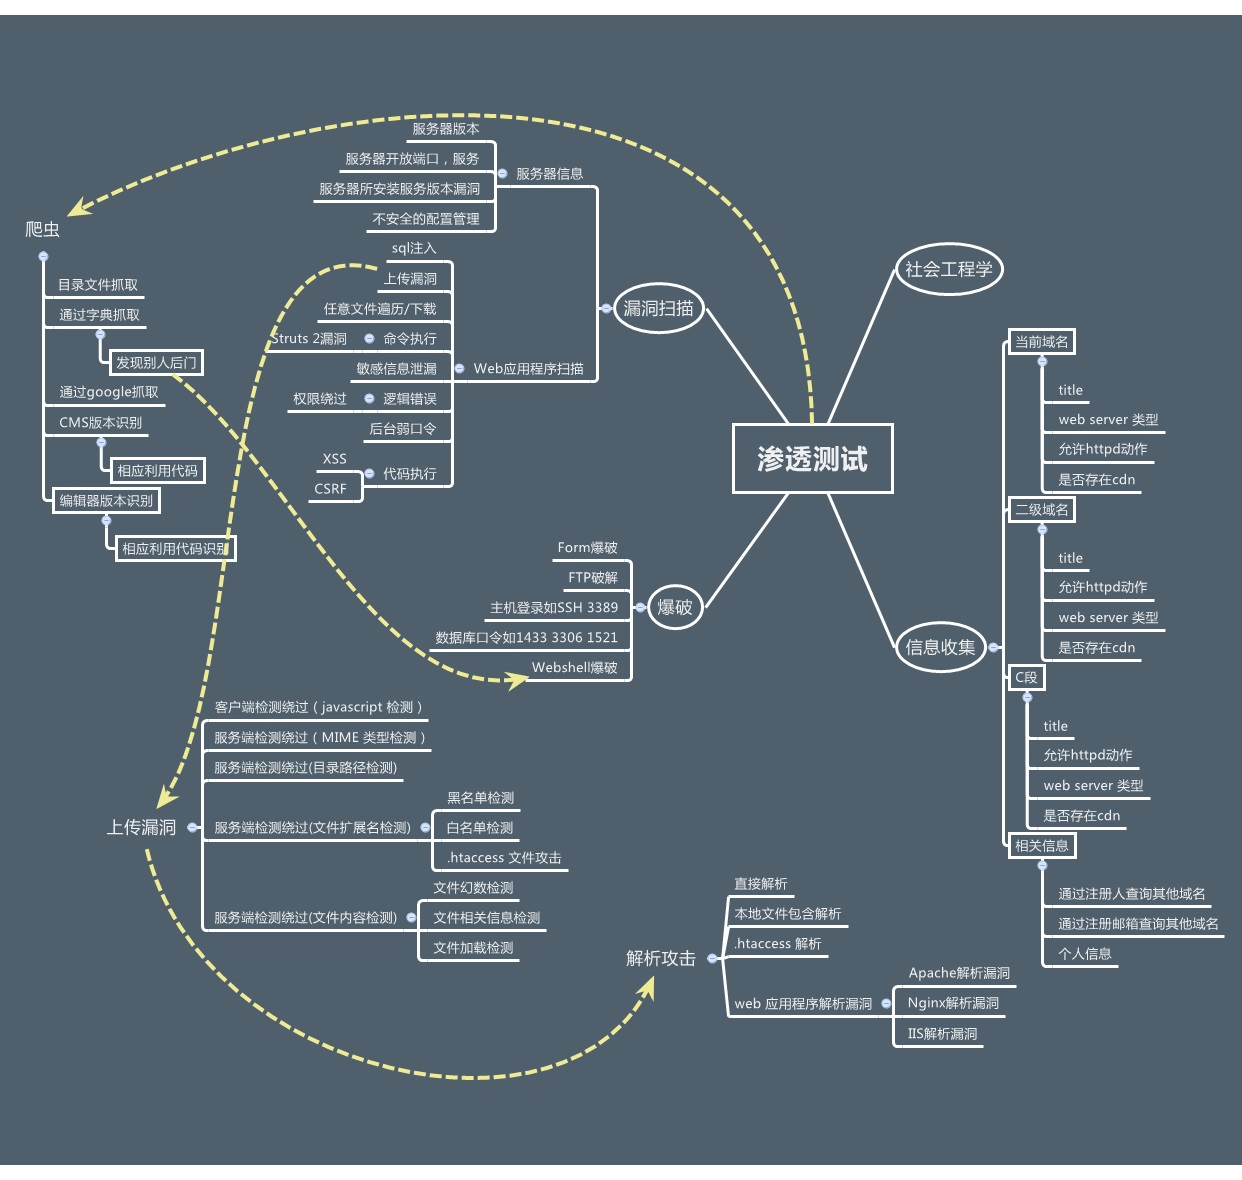 渗透测试
社会工程学
信息收集
当前域名
title
web server 类型
允许httpd动作
是否存在cdn
二级域名
title
允许httpd动作
web server 类型
是否存在cdn
C段
title
允许httpd动作
web server 类型
是否存在cdn
相关信息
通过注册人查询其他域名
通过注册邮箱查询其他域名
个人信息
漏洞扫描
服务器信息
服务器版本
服务器开放端口，服务
服务器所安装服务版本漏洞
不安全的配置管理
Web应用程序扫描
sql注入
上传漏洞
任意文件遍历/下载
命令执行
Struts 2漏洞
敏感信息泄漏
逻辑错误
权限绕过
后台弱口令
代码执行
XSS
CSRF
爆破
Form爆破
FTP破解
主机登录如SSH 3389
数据库口令如1433 3306 1521
Webshell爆破
爬虫
目录文件抓取
通过字典抓取
发现别人后门
通过google抓取
CMS版本识别
相应利用代码
编辑器版本识别
相应利用代码识别
上传漏洞
客户端检测绕过（javascript 检测）
服务端检测绕过（MIME 类型检测）
服务端检测绕过(目录路径检测)
服务端检测绕过(文件扩展名检测)
黑名单检测
白名单检测
.htaccess 文件攻击
服务端检测绕过(文件内容检测)
文件幻数检测
文件相关信息检测
文件加载检测
解析攻击
直接解析
本地文件包含解析
.htaccess 解析
web 应用程序解析漏洞
Apache解析漏洞
Nginx解析漏洞
IIS解析漏洞